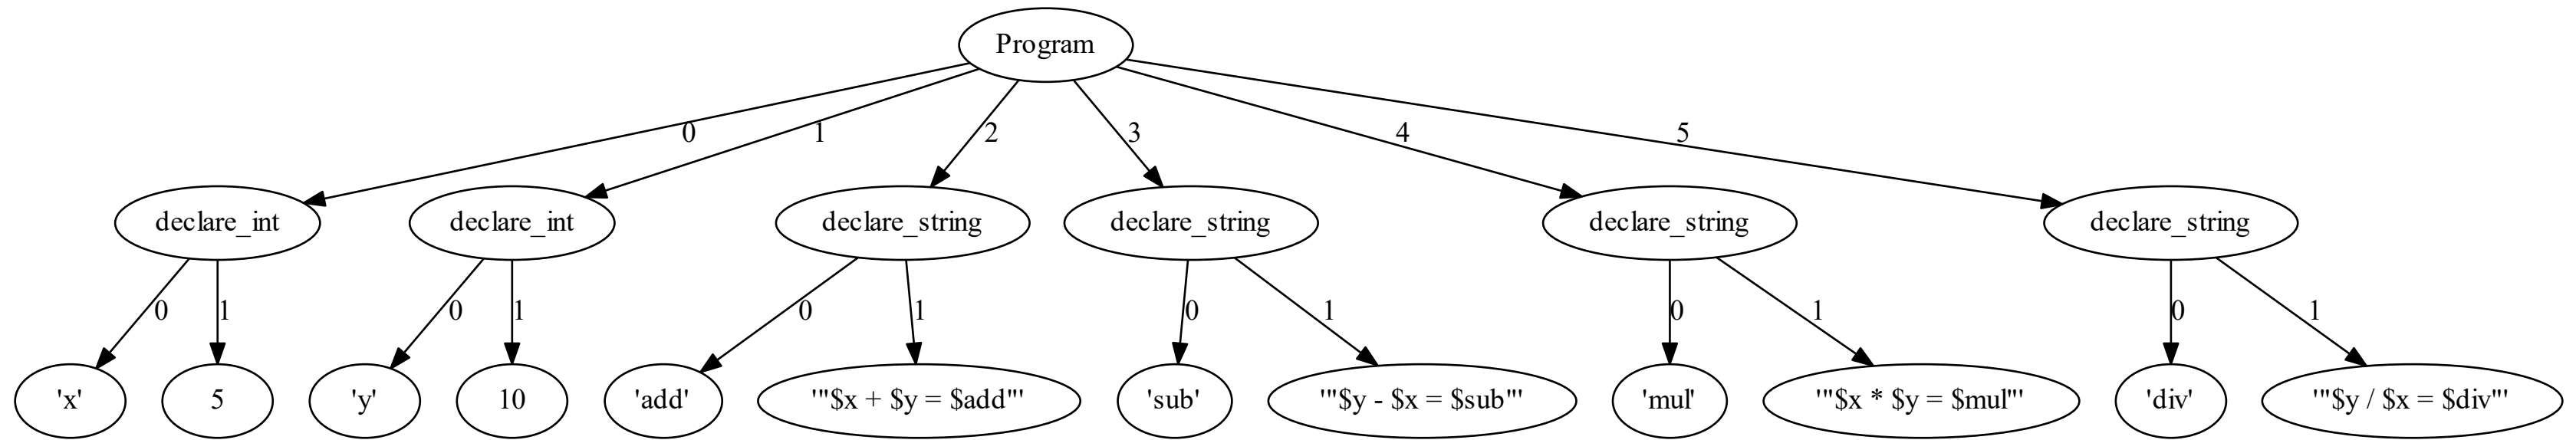 Program
0 1 2 3 4 5
declare_int declare_int declare_string declare_string declare_string declare_string
0 1 0 1 0 1 0 1 0 1 0 1
'x' 5 'y' 10 'add' '"$x + $y = $add"' 'sub' '"$y - $x = $sub"' 'mul' '"$x * $y = $mul"' 'div' '"$y / $x = $div"'